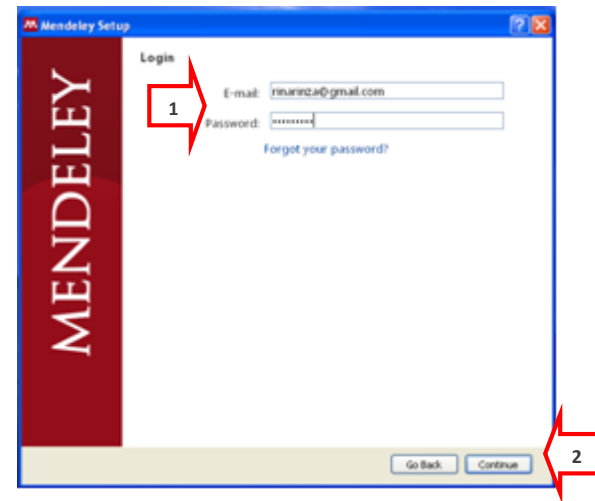 Mendeley Setup
Login
1
E-mail: rinarinza@gmail.com
Password: •••••••••
Forgot your password?
MENDELEY
Go Back Continue
2